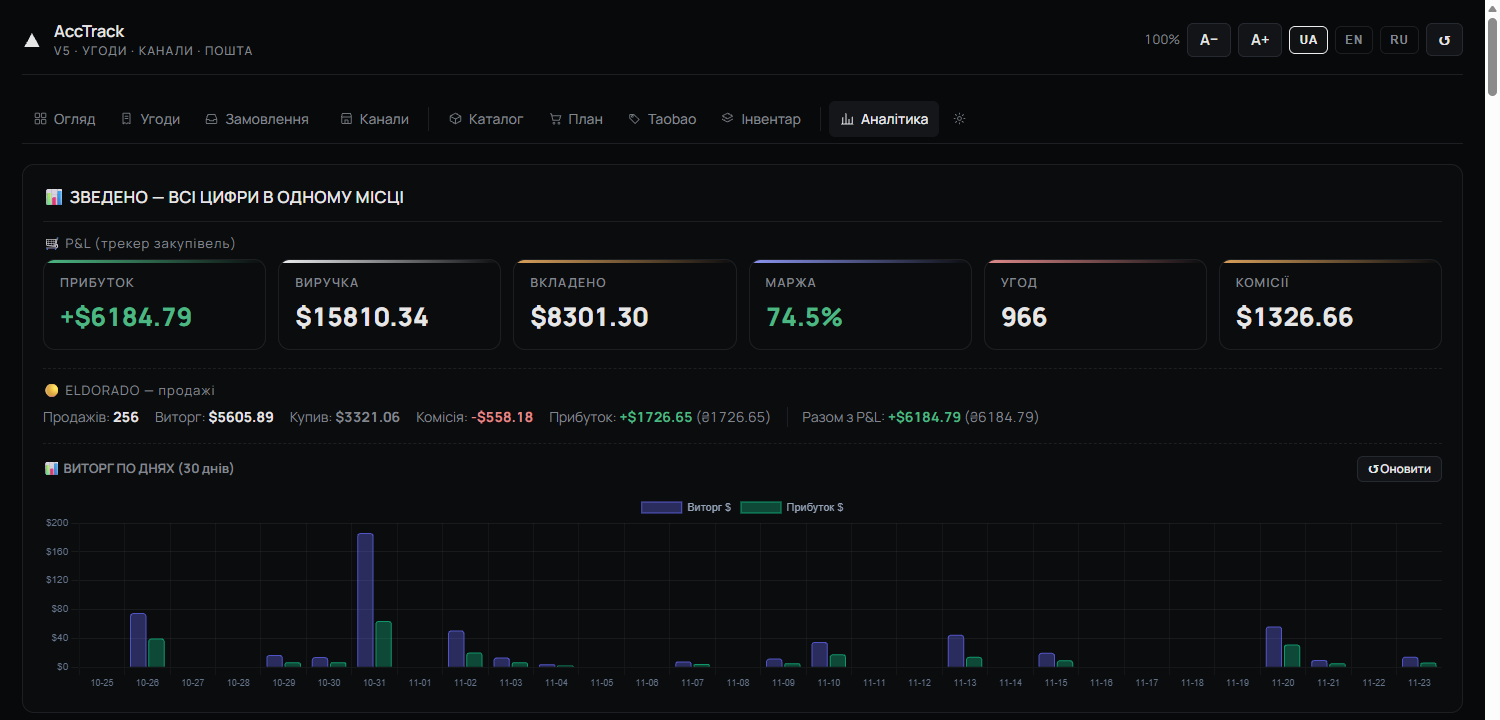 AccTrack
V5 · УГОДИ · КАНАЛИ · ПОШТА
100% A− A+ UA EN RU ↺
Огляд Угоди Замовлення Канали Каталог План Taobao Інвентар Аналітика
📊 ЗВЕДЕНО — ВСІ ЦИФРИ В ОДНОМУ МІСЦІ
🛒 P&L (трекер закупівель)
ПРИБУТОК ВИРУЧКА ВКЛАДЕНО МАРЖА УГОД КОМІСІЇ
+$6184.79 $15810.34 $8301.30 74.5% 966 $1326.66
🟡 ELDORADO — продажі
Продажів: 256 Виторг: $5605.89 Купив: $3321.06 Комісія: -$558.18 Прибуток: +$1726.65 (₴1726.65) Разом з P&L: +$6184.79 (₴6184.79)
📊 ВИТОРГ ПО ДНЯХ (30 днів) ↺ Оновити
Виторг $ Прибуток $
$200
$160
$120
$80
$40
$0
10-25 10-26 10-27 10-28 10-29 10-30 10-31 11-01 11-02 11-03 11-04 11-05 11-06 11-07 11-08 11-09 11-10 11-11 11-12 11-13 11-14 11-15 11-16 11-17 11-18 11-19 11-20 11-21 11-22 11-23